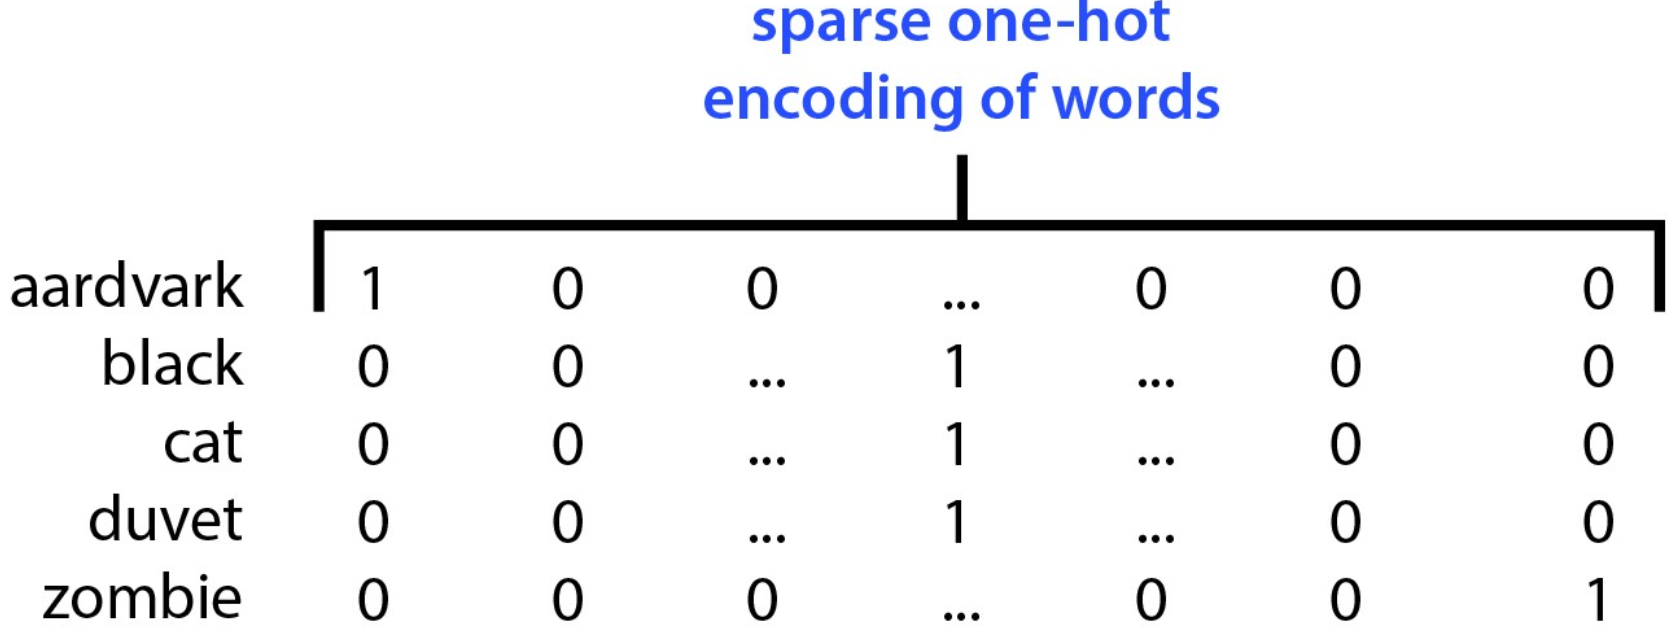 sparse one-hot
encoding of words
aardvark 1 0 0 ... 0 0 0
black 0 0 ... 1 ... 0 0
cat 0 0 ... 1 ... 0 0
duvet 0 0 ... 1 ... 0 0
zombie 0 0 0 ... 0 0 1